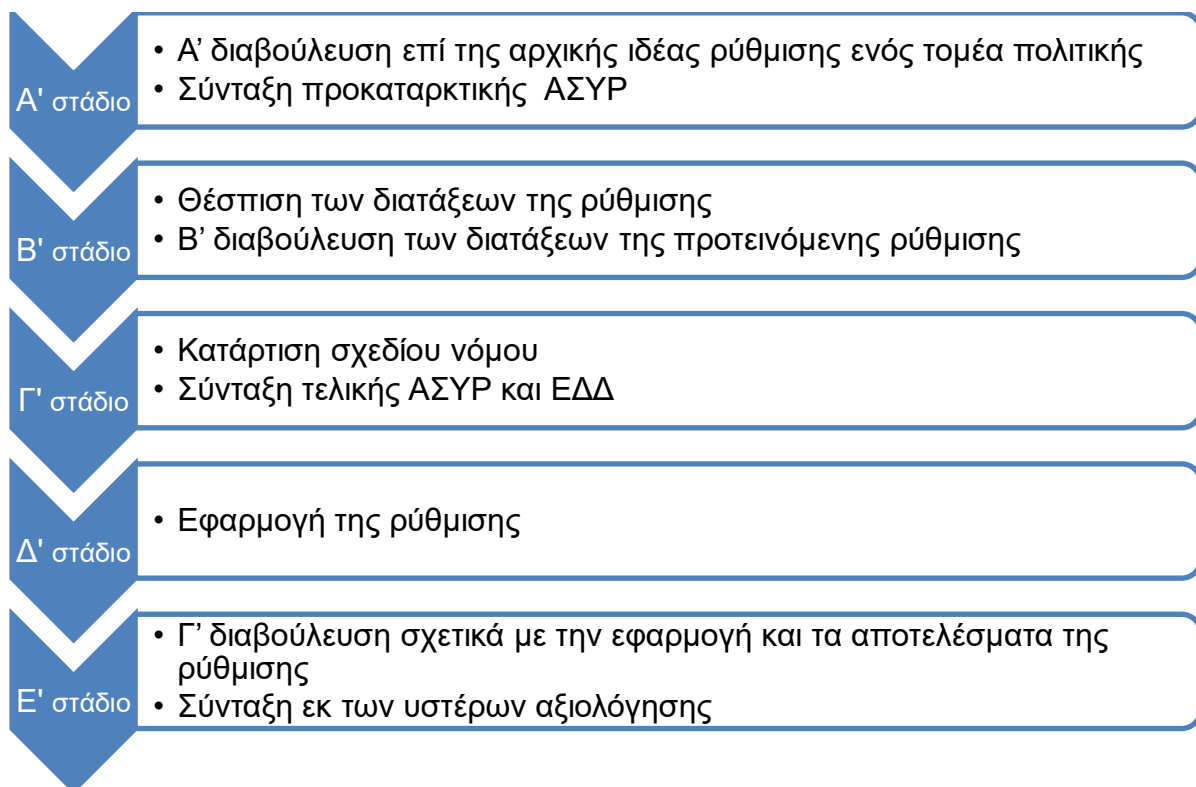 Α' στάδιο
• Α’ διαβούλευση επί της αρχικής ιδέας ρύθμισης ενός τομέα πολιτικής
• Σύνταξη προκαταρκτικής ΑΣΥΡ
Β' στάδιο
• Θέσπιση των διατάξεων της ρύθμισης
• Β’ διαβούλευση των διατάξεων της προτεινόμενης ρύθμισης
Γ' στάδιο
• Κατάρτιση σχεδίου νόμου
• Σύνταξη τελικής ΑΣΥΡ και ΕΔΔ
Δ' στάδιο
• Εφαρμογή της ρύθμισης
Ε' στάδιο
• Γ’ διαβούλευση σχετικά με την εφαρμογή και τα αποτελέσματα της
ρύθμισης
• Σύνταξη εκ των υστέρων αξιολόγησης